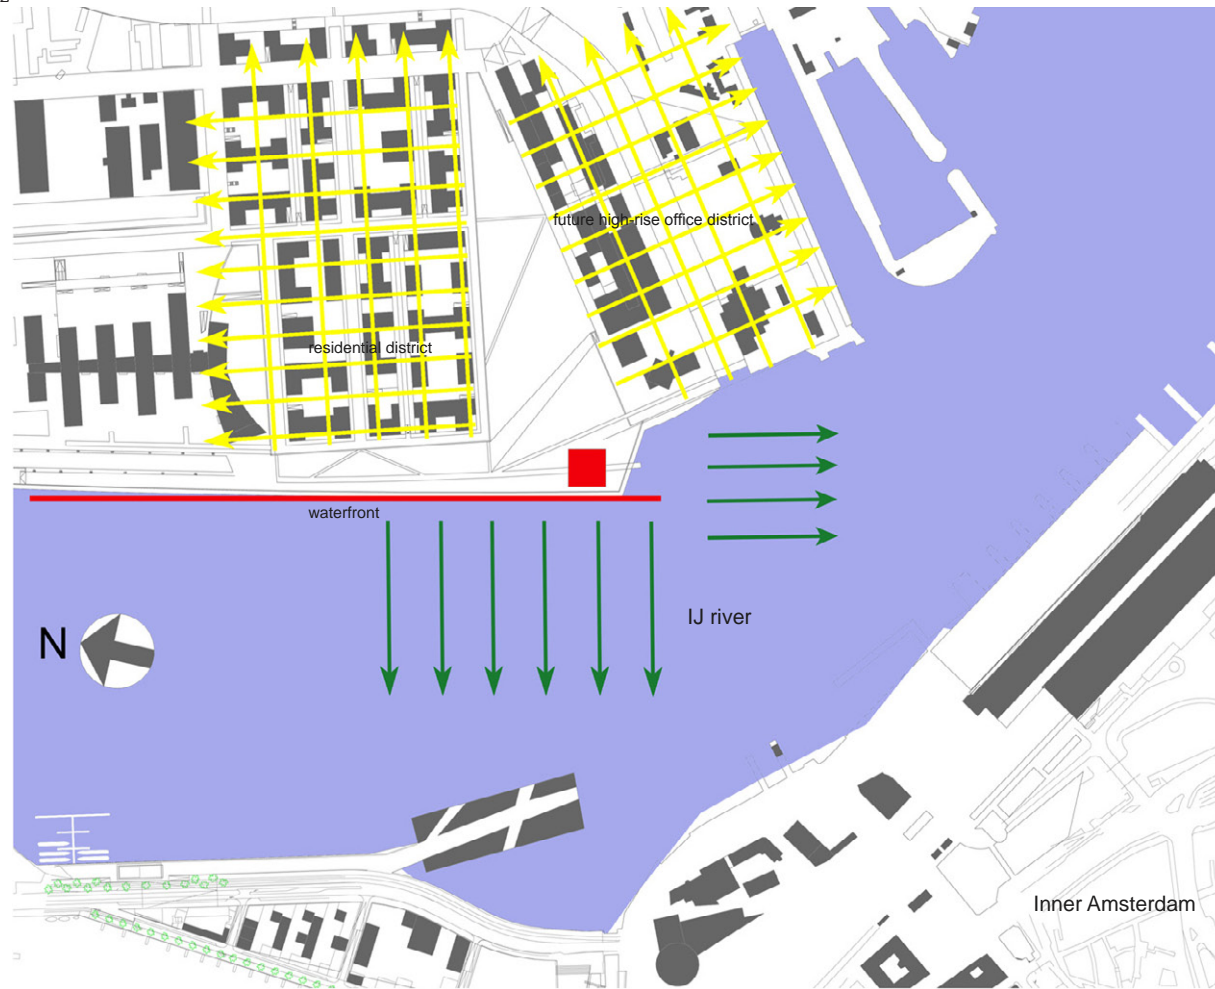 future high-rise office district
residential district
waterfront
IJ river
N
Inner Amsterdam